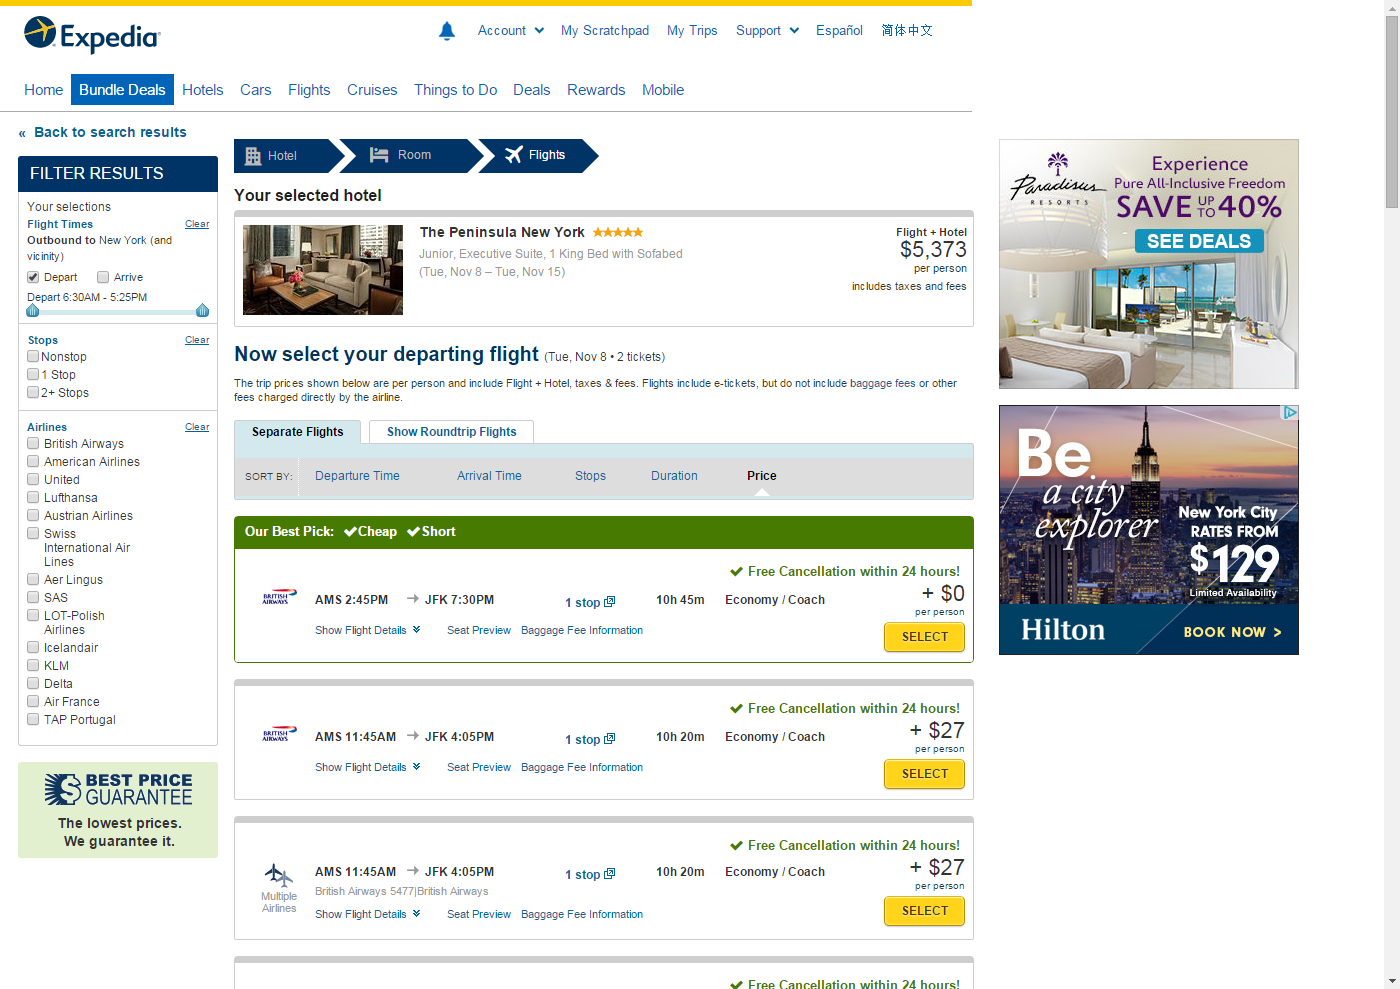 Expedia
Account
My Scratchpad
My Trips
Support
Español
简体中文
Home
Bundle Deals
Hotels
Cars
Flights
Cruises
Things to Do
Deals
Rewards
Mobile
« Back to search results
FILTER RESULTS
Your selections
Flight Times Clear
Outbound to New York (and
vicinity)
Depart Arrive
Depart 6:30AM - 5:25PM
Stops Clear
Nonstop
1 Stop
2+ Stops
Airlines Clear
British Airways
American Airlines
United
Lufthansa
Austrian Airlines
Swiss
International Air
Lines
Aer Lingus
SAS
LOT-Polish
Airlines
Icelandair
KLM
Delta
Air France
TAP Portugal
BEST PRICE
GUARANTEE
The lowest prices.
We guarantee it.
Hotel
Room
Flights
Your selected hotel
The Peninsula New York
Junior, Executive Suite, 1 King Bed with Sofabed
(Tue, Nov 8 – Tue, Nov 15)
Flight + Hotel
$5,373
per person
includes taxes and fees
Now select your departing flight (Tue, Nov 8 • 2 tickets)
The trip prices shown below are per person and include Flight + Hotel, taxes & fees. Flights include e-tickets, but do not include baggage fees or other
fees charged directly by the airline.
Separate Flights
Show Roundtrip Flights
SORT BY: Departure Time Arrival Time Stops Duration Price
Our Best Pick: Cheap Short
Free Cancellation within 24 hours!
BRITISH
AIRWAYS
AMS 2:45PM JFK 7:30PM 1 stop 10h 45m Economy / Coach + $0
per person
Show Flight Details Seat Preview Baggage Fee Information
SELECT
Free Cancellation within 24 hours!
BRITISH
AIRWAYS
AMS 11:45AM JFK 4:05PM 1 stop 10h 20m Economy / Coach + $27
per person
Show Flight Details Seat Preview Baggage Fee Information
SELECT
Free Cancellation within 24 hours!
Multiple
Airlines
AMS 11:45AM JFK 4:05PM 1 stop 10h 20m Economy / Coach + $27
per person
British Airways 5477|British Airways
Show Flight Details Seat Preview Baggage Fee Information
SELECT
Free Cancellation within 24 hours!
Paradisus
RESORTS
Experience
Pure All-Inclusive Freedom
SAVE UP TO 40%
SEE DEALS
Be
a city
explorer
New York City
RATES FROM
$129
Limited Availability
Hilton
BOOK NOW >